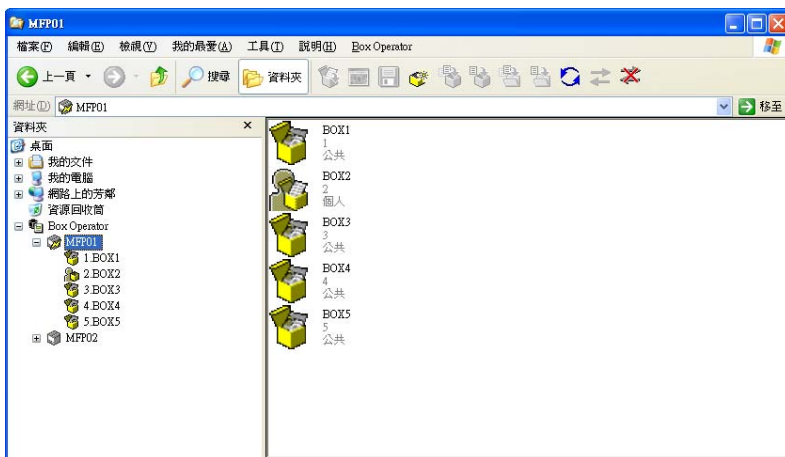 MFP01
檔案(F) 編輯(E) 檢視(V) 我的最愛(A) 工具(T) 說明(H) Box Operator
上一頁 搜尋 資料夾
網址(D) MFP01 移至
資料夾
桌面
我的文件
我的電腦
網路上的芳鄰
資源回收筒
Box Operator
MFP01
1.BOX1
2.BOX2
3.BOX3
4.BOX4
5.BOX5
MFP02
BOX1
1
公共
BOX2
2
個人
BOX3
3
公共
BOX4
4
公共
BOX5
5
公共